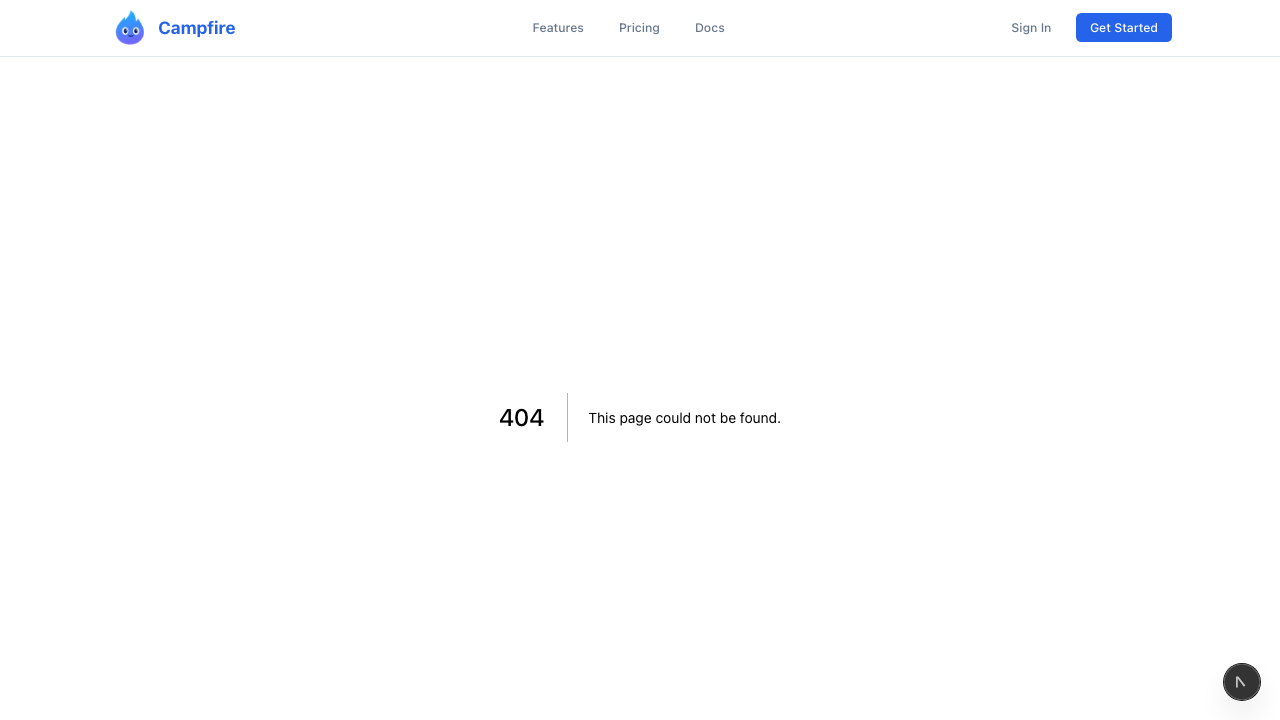 Campfire
Features
Pricing
Docs
Sign In
Get Started
404
This page could not be found.